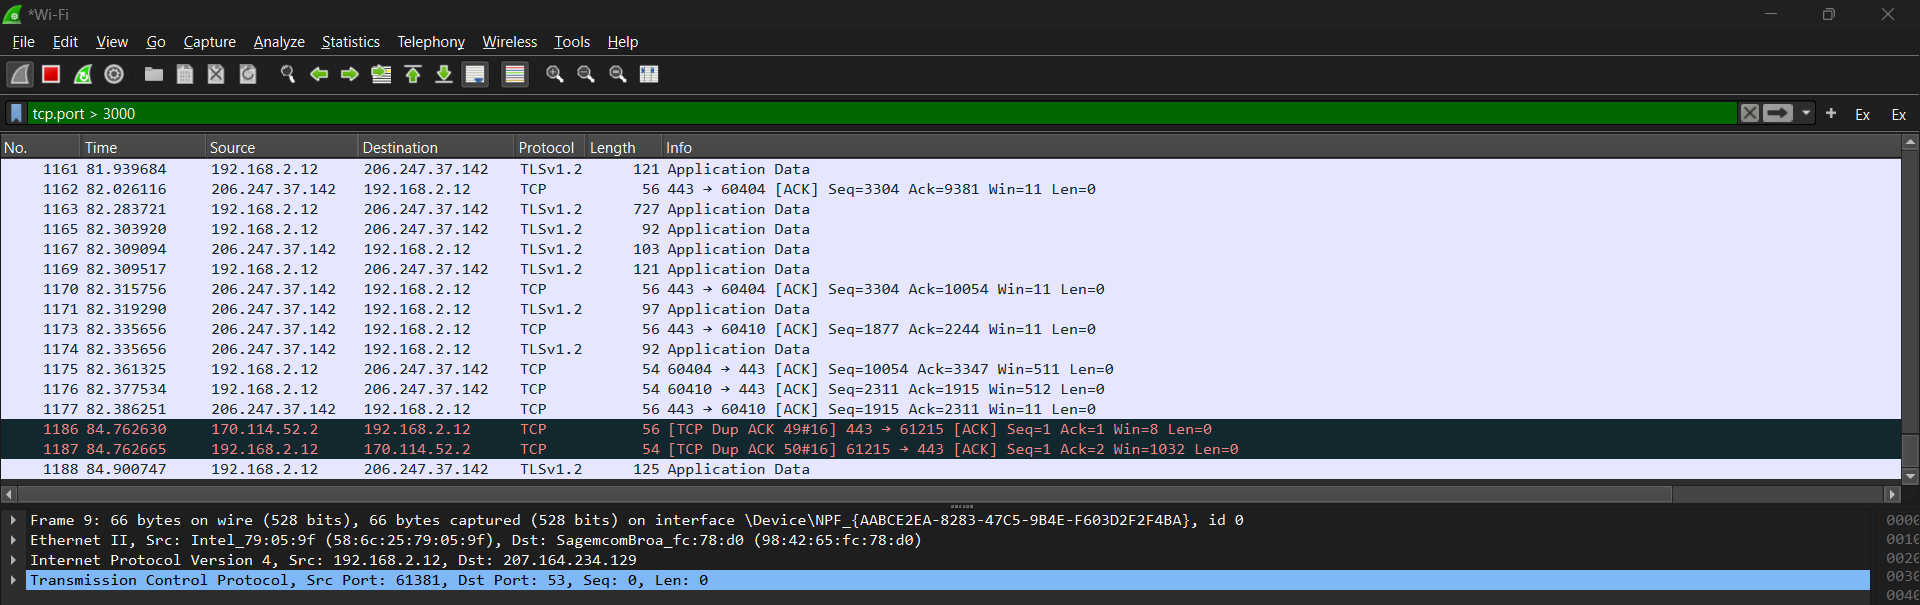 *Wi-Fi
File Edit View Go Capture Analyze Statistics Telephony Wireless Tools Help
tcp.port > 3000
+ Ex Ex
No. Time Source Destination Protocol Length Info
1161 81.939684 192.168.2.12 206.247.37.142 TLSv1.2 121 Application Data
1162 82.026116 206.247.37.142 192.168.2.12 TCP 56 443 → 60404 [ACK] Seq=3304 Ack=9381 Win=11 Len=0
1163 82.283721 192.168.2.12 206.247.37.142 TLSv1.2 727 Application Data
1165 82.303920 192.168.2.12 206.247.37.142 TLSv1.2 92 Application Data
1167 82.309094 206.247.37.142 192.168.2.12 TLSv1.2 103 Application Data
1169 82.309517 192.168.2.12 206.247.37.142 TLSv1.2 121 Application Data
1170 82.315756 206.247.37.142 192.168.2.12 TCP 56 443 → 60404 [ACK] Seq=3304 Ack=10054 Win=11 Len=0
1171 82.319290 206.247.37.142 192.168.2.12 TLSv1.2 97 Application Data
1173 82.335656 206.247.37.142 192.168.2.12 TCP 56 443 → 60410 [ACK] Seq=1877 Ack=2244 Win=11 Len=0
1174 82.335656 206.247.37.142 192.168.2.12 TLSv1.2 92 Application Data
1175 82.361325 192.168.2.12 206.247.37.142 TCP 54 60404 → 443 [ACK] Seq=10054 Ack=3347 Win=511 Len=0
1176 82.377534 192.168.2.12 206.247.37.142 TCP 54 60410 → 443 [ACK] Seq=2311 Ack=1915 Win=512 Len=0
1177 82.386251 206.247.37.142 192.168.2.12 TCP 56 443 → 60410 [ACK] Seq=1915 Ack=2311 Win=11 Len=0
1186 84.762630 170.114.52.2 192.168.2.12 TCP 56 [TCP Dup ACK 49#16] 443 → 61215 [ACK] Seq=1 Ack=1 Win=8 Len=0
1187 84.762665 192.168.2.12 170.114.52.2 TCP 54 [TCP Dup ACK 50#16] 61215 → 443 [ACK] Seq=1 Ack=2 Win=1032 Len=0
1188 84.900747 192.168.2.12 206.247.37.142 TLSv1.2 125 Application Data
Frame 9: 66 bytes on wire (528 bits), 66 bytes captured (528 bits) on interface \Device\NPF_{AABCE2EA-8283-47C5-9B4E-F603D2F2F4BA}, id 0
Ethernet II, Src: Intel_79:05:9f (58:6c:25:79:05:9f), Dst: SagemcomBroa_fc:78:d0 (98:42:65:fc:78:d0)
Internet Protocol Version 4, Src: 192.168.2.12, Dst: 207.164.234.129
Transmission Control Protocol, Src Port: 61381, Dst Port: 53, Seq: 0, Len: 0
0000
0010
0020
0030
0040